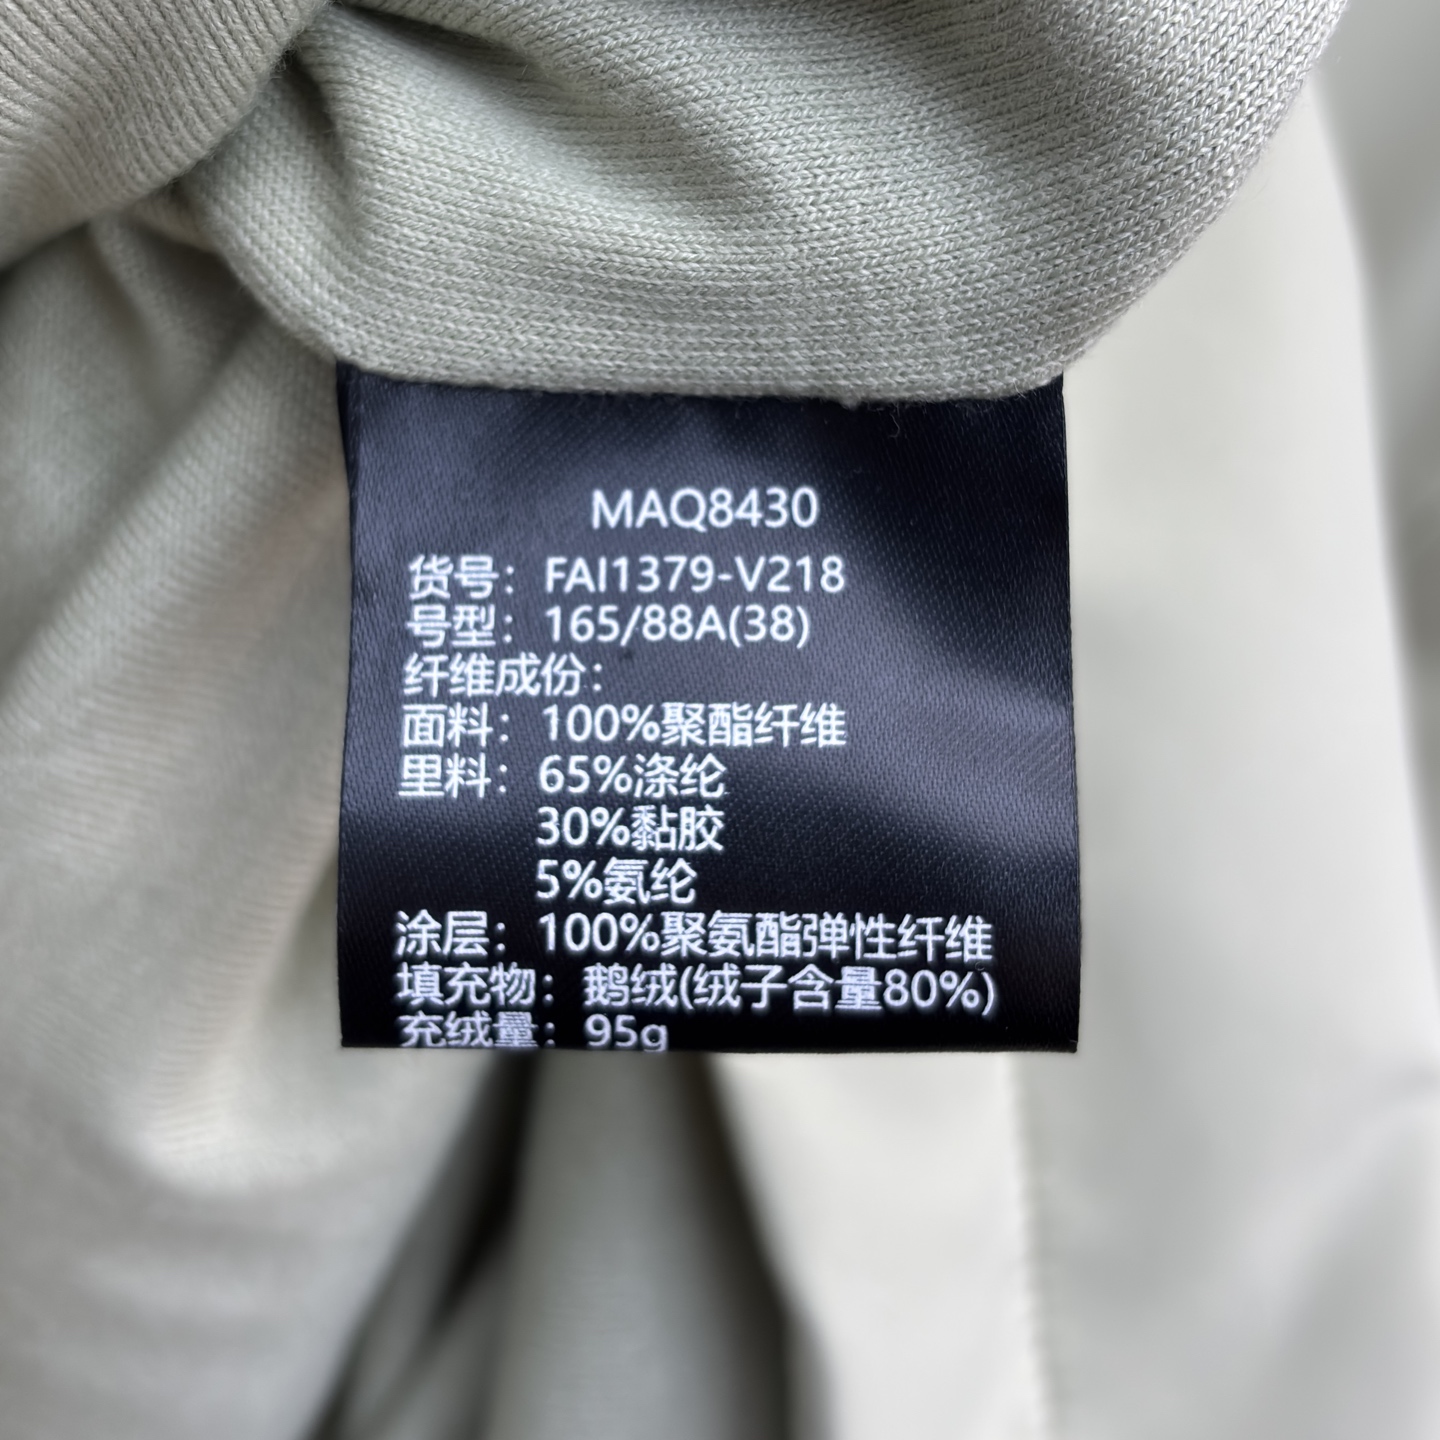 MAQ8430
货号：FAI1379-V218
号型：165/88A(38)
纤维成份：
面料：100%聚酯纤维
里料：65%涤纶
30%黏胶
5%氨纶
涂层：100%聚氨酯弹性纤维
填充物：鹅绒(绒子含量80%)
充绒量：95g